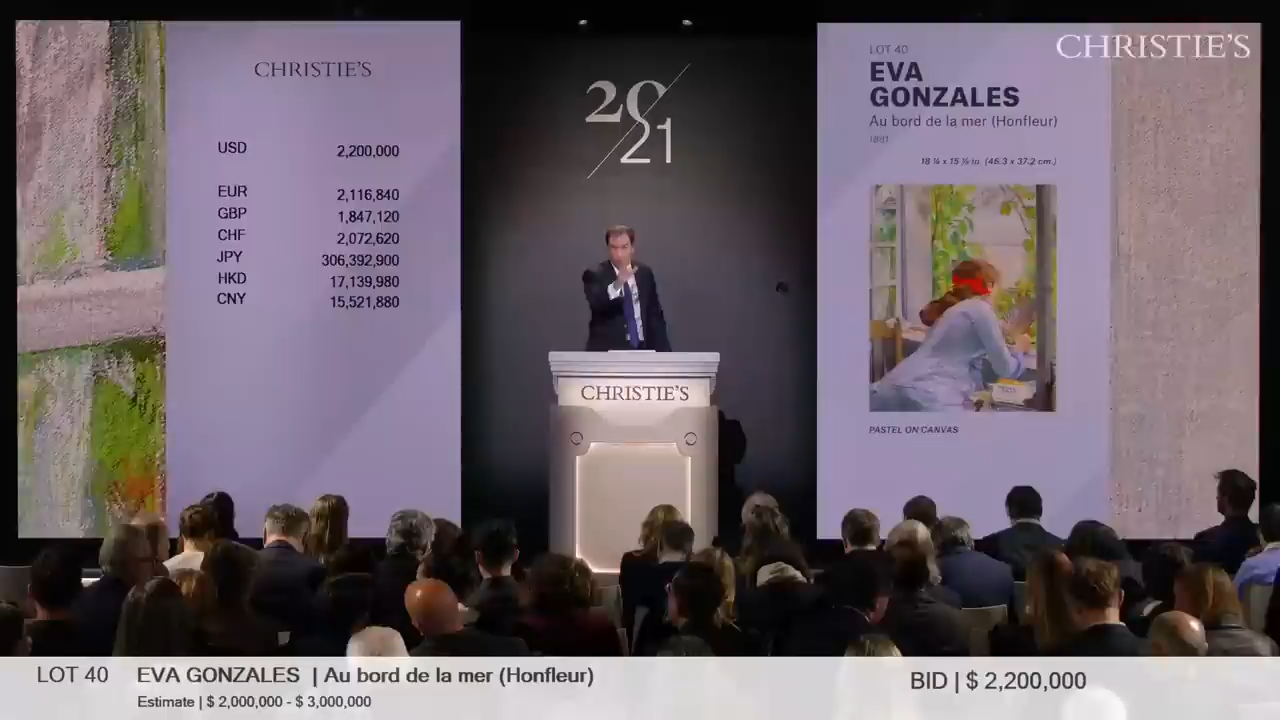 CHRISTIE'S
USD 2,200,000
EUR 2,116,840
GBP 1,847,120
CHF 2,072,620
JPY 306,392,900
HKD 17,139,980
CNY 15,521,880
20
21
CHRISTIE'S
LOT 40
CHRISTIE'S
EVA
GONZALES
Au bord de la mer (Honfleur)
1881
18 ¼ x 15 ⅝ in. (46.3 x 37.2 cm.)
PASTEL ON CANVAS
LOT 40 EVA GONZALES | Au bord de la mer (Honfleur) BID | $ 2,200,000
Estimate | $ 2,000,000 - $ 3,000,000